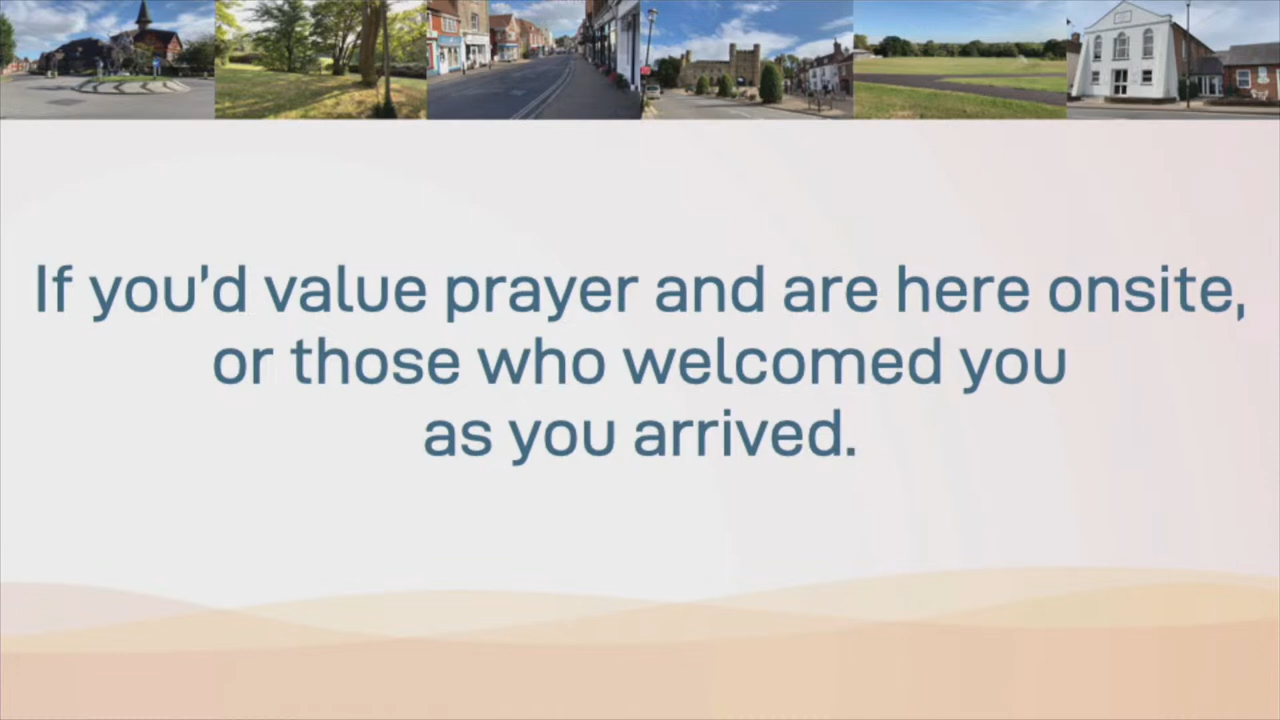 If you'd value prayer and are here onsite,
or those who welcomed you
as you arrived.